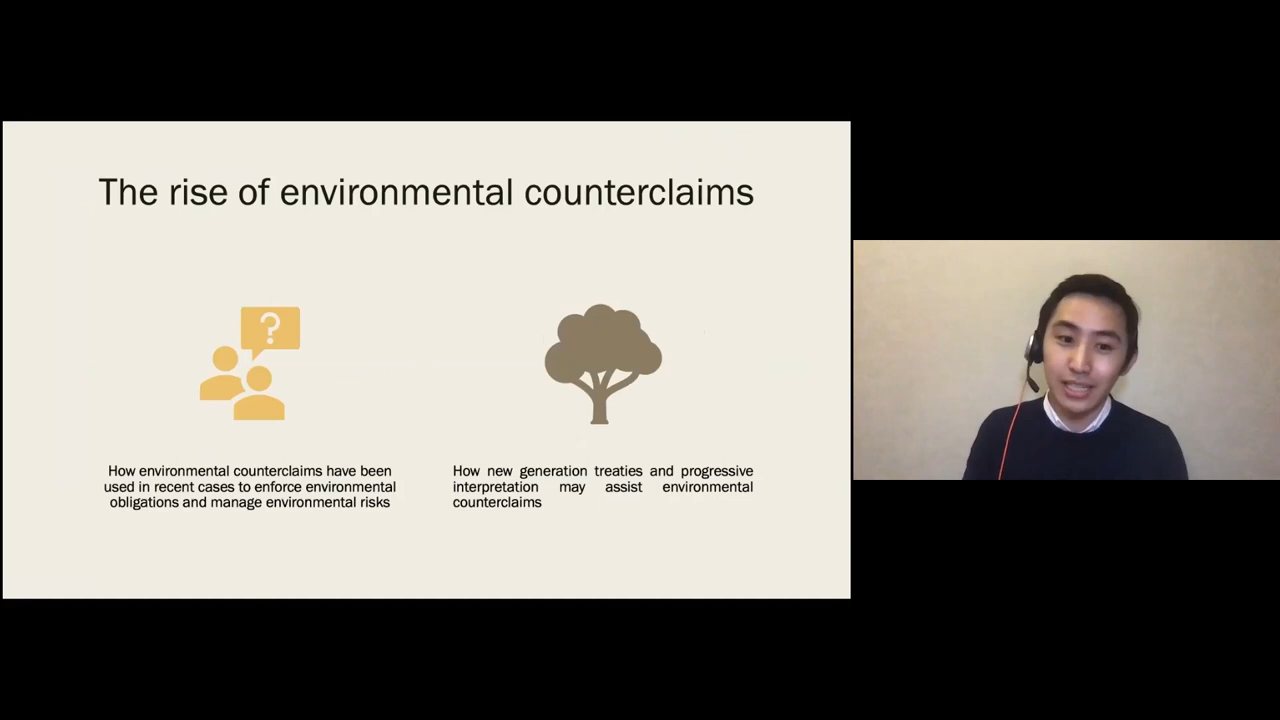 The rise of environmental counterclaims
?
How environmental counterclaims have been
used in recent cases to enforce environmental
obligations and manage environmental risks
How new generation treaties and progressive
interpretation may assist environmental
counterclaims